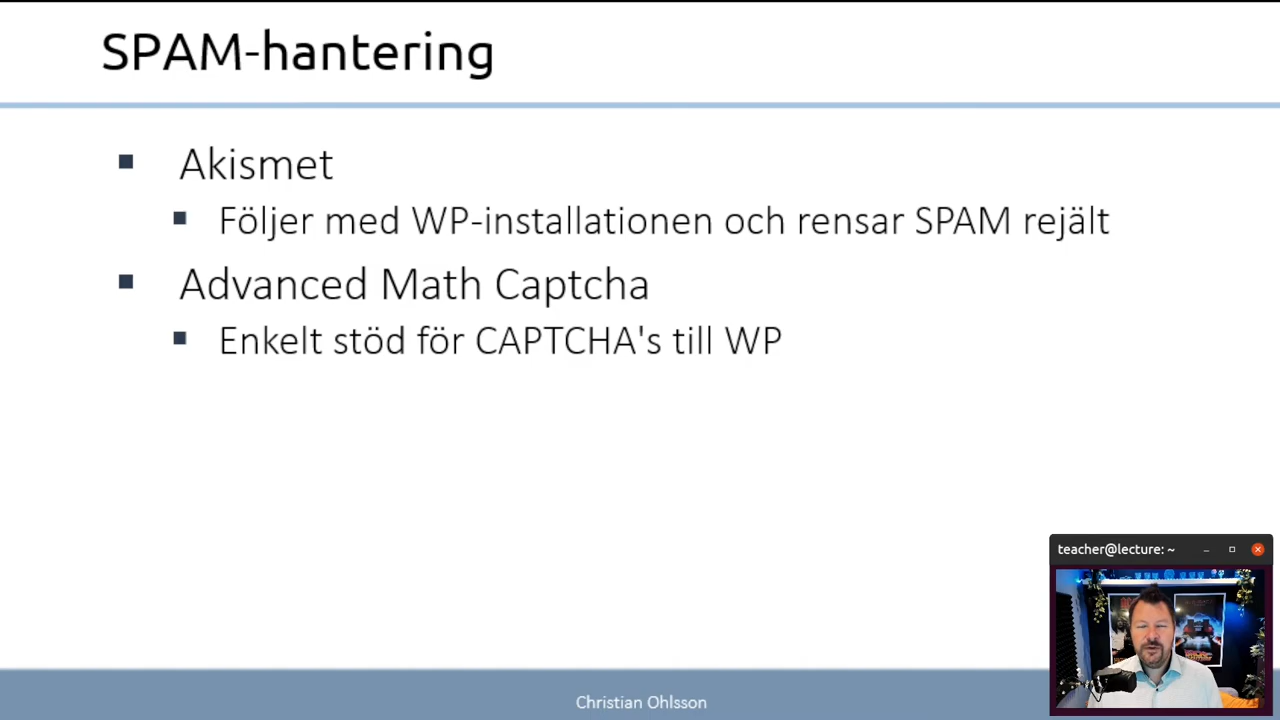 SPAM-hantering
Akismet
Följer med WP-installationen och rensar SPAM rejält
Advanced Math Captcha
Enkelt stöd för CAPTCHA's till WP
teacher@lecture: ~
Christian Ohlsson